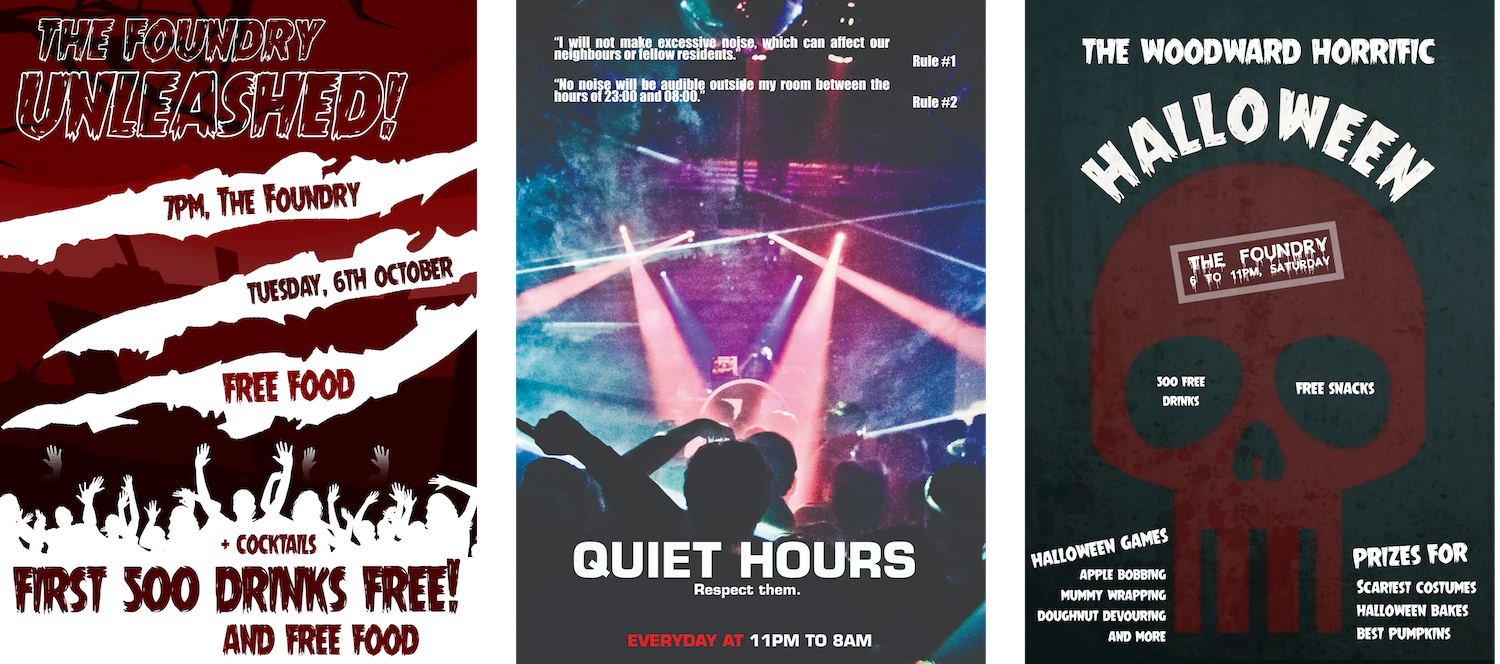 THE FOUNDRY
UNLEASHED!
7PM, THE FOUNDRY
TUESDAY, 6TH OCTOBER
FREE FOOD
+ COCKTAILS
FIRST 500 DRINKS FREE!
AND FREE FOOD
“I will not make excessive noise, which can affect our
neighbours or fellow residents.”
Rule #1
“No noise will be audible outside my room between the
hours of 23:00 and 08:00.”
Rule #2
QUIET HOURS
Respect them.
EVERYDAY AT 11PM TO 8AM
THE WOODWARD HORRIFIC
HALLOWEEN
THE FOUNDRY
6 TO 11PM, SATURDAY
500 FREE
DRINKS
FREE SNACKS
HALLOWEEN GAMES
APPLE BOBBING
MUMMY WRAPPING
DOUGHNUT DEVOURING
AND MORE
PRIZES FOR
SCARIEST COSTUMES
HALLOWEEN BAKES
BEST PUMPKINS